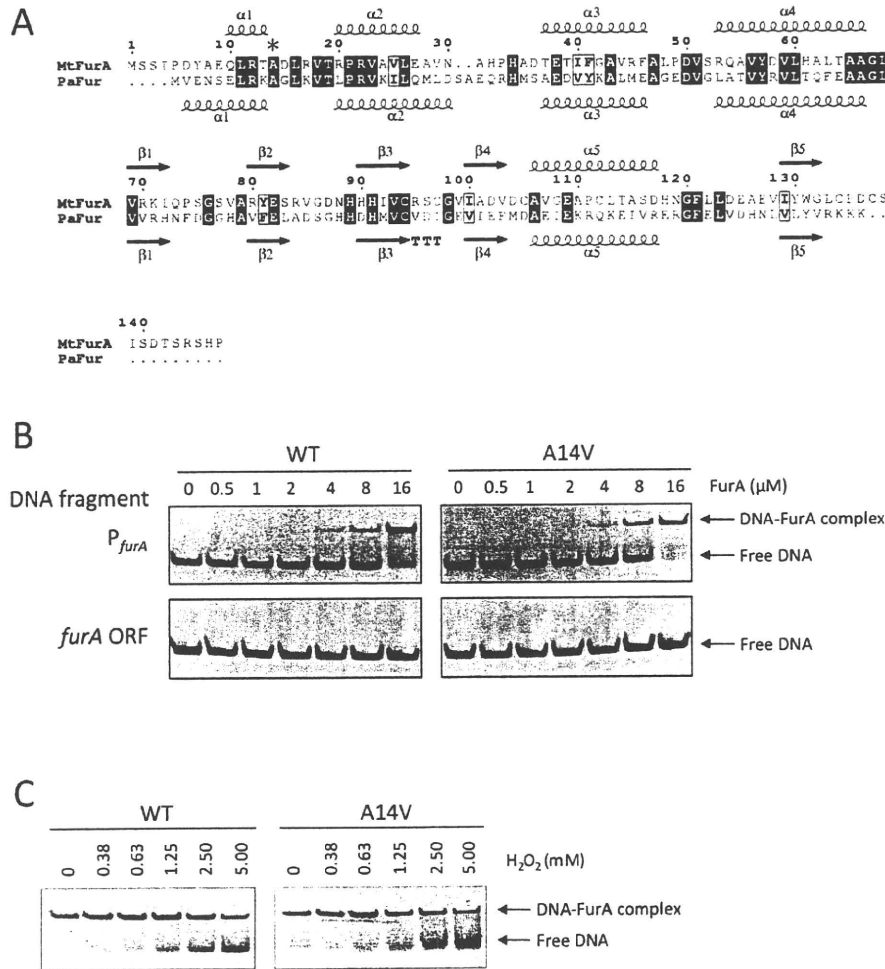 A
α1 α2 α3 α4
1 10 * 20 30 40 50 60
MtFurA MSSIPDYAEQLRTADLRVTRPRVAVLEAVN..AHPHADTETIFGAVRFALPDVSRQAVYDVLHALTAAGL
PaFur ....MVENSELRKAGLKVTLPRVKILQMLDSAEQRHMSAEDVYKALMEAGEDVGLATVYRVLTQFEAAGL
α1 α2 α3 α4
β1 β2 β3 β4 α5 β5
70 80 90 100 110 120 130
MtFurA VRKIQPSGSVARYESRVGDNHHHIVCRSCGVIADVDCAVGEAPCLTASDHNGFLLDEAEVIYWGLCPDCS
PaFur
β1 β2 β3 TTT β4 α5 β5
140
MtFurA ISDTSRSHP
PaFur .........
B
WT A14V
0 0.5 1 2 4 8 16 0 0.5 1 2 4 8 16 FurA (μM)
DNA fragment
PfurA DNA-FurA complex
Free DNA
furA ORF Free DNA
C
WT A14V
0 0.38 0.63 1.25 2.50 5.00 0 0.38 0.63 1.25 2.50 5.00 H₂O₂ (mM)
DNA-FurA complex
Free DNA